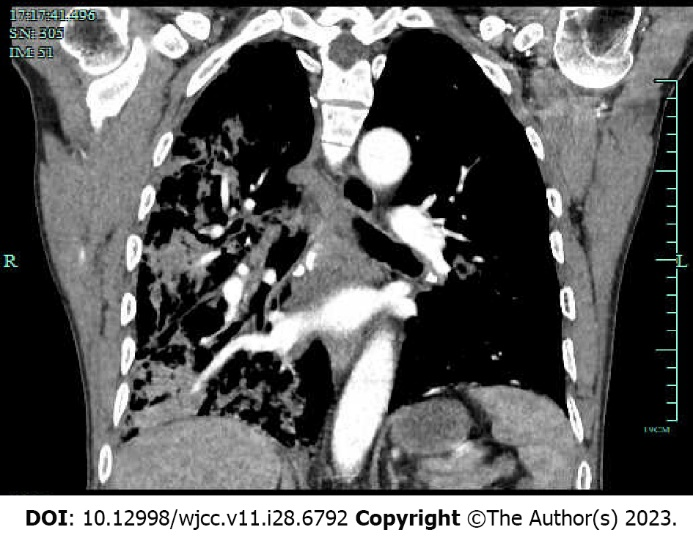 17:17:41.496
SN: 305
IM: 51
R
L
19CM
DOI: 10.12998/wjcc.v11.i28.6792 Copyright ©The Author(s) 2023.